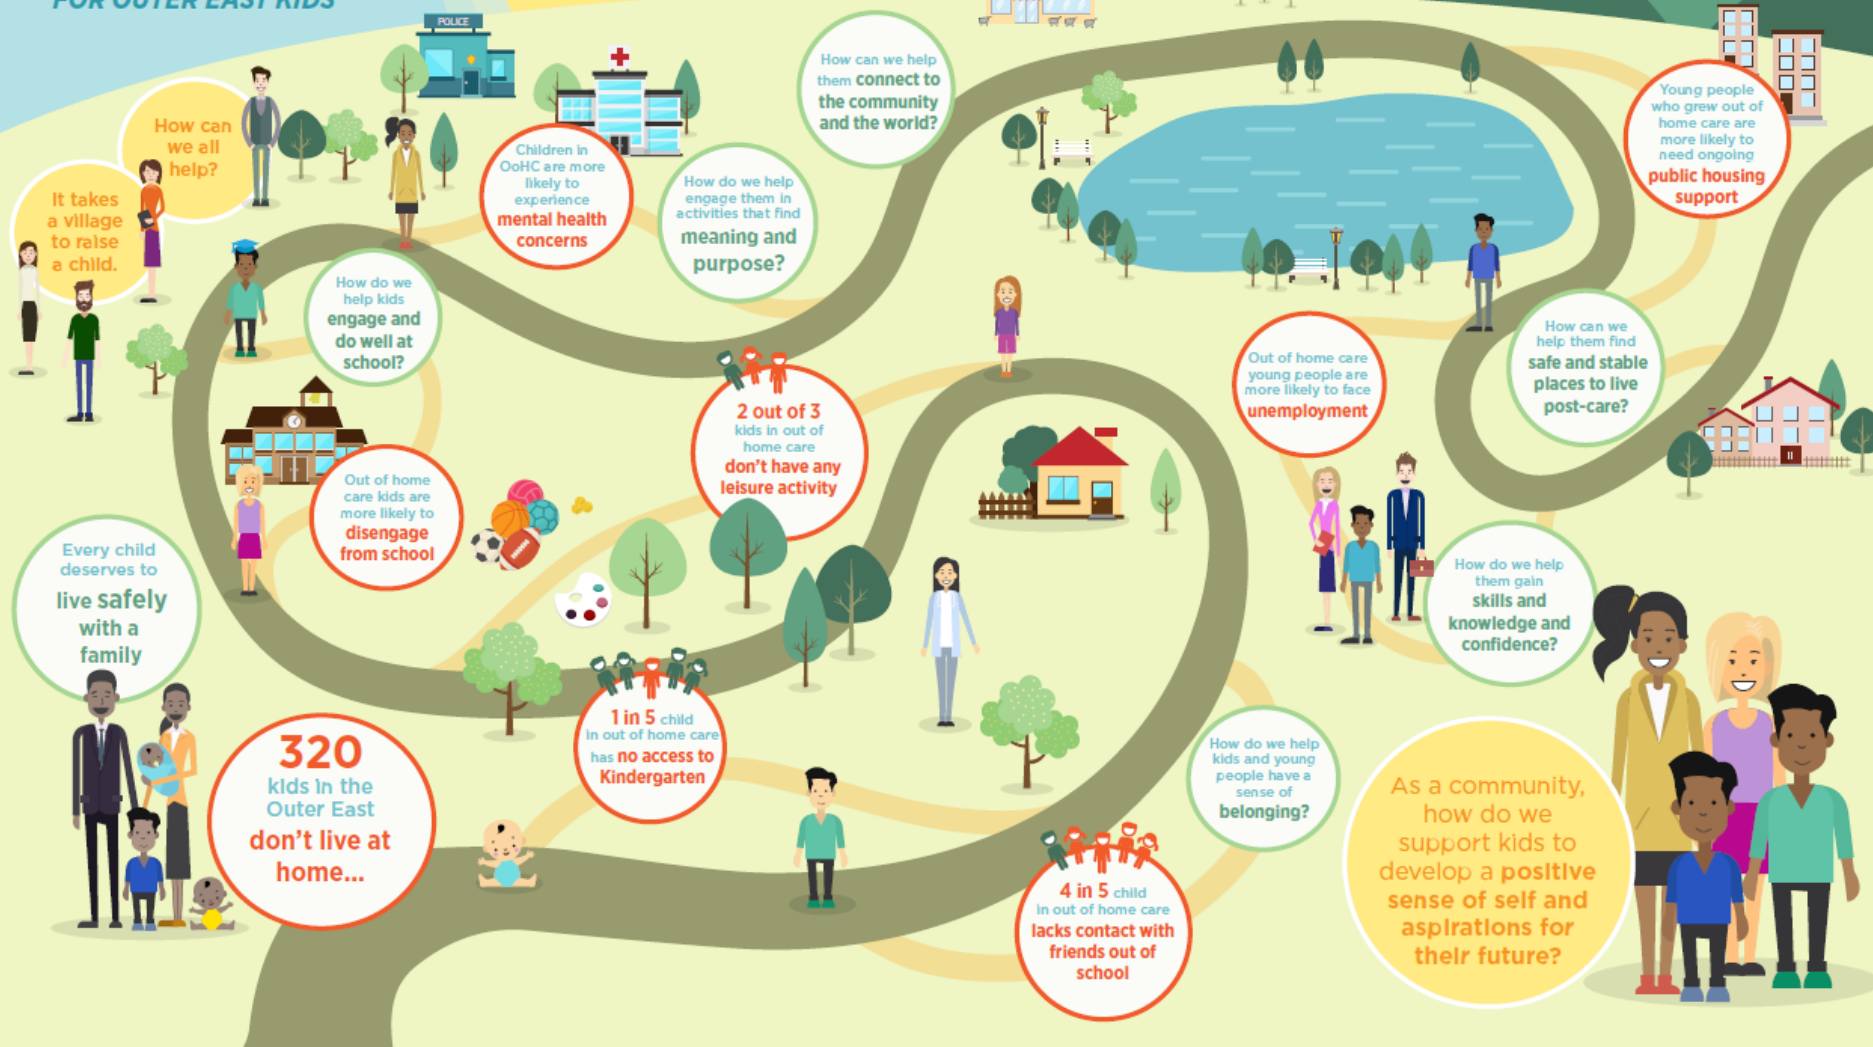 FOR OUTER EAST KIDS
POLICE
How can
we all
help?
It takes
a village
to raise
a child.
Children in
OoHC are more
likely to
experience
mental health
concerns
How do we help
engage them in
activities that find
meaning and
purpose?
How can we help
them connect to
the community
and the world?
Young people
who grew out of
home care are
more likely to
need ongoing
public housing
support
How do we
help kids
engage and
do well at
school?
2 out of 3
kids in out of
home care
don't have any
leisure activity
Out of home care
young people are
more likely to face
unemployment
How can we
help them find
safe and stable
places to live
post-care?
Out of home
care kids are
more likely to
disengage
from school
Every child
deserves to
live safely
with a
family
How do we help
them gain
skills and
knowledge and
confidence?
320
kids in the
Outer East
don't live at
home...
1 in 5 child
in out of home care
has no access to
Kindergarten
How do we help
kids and young
people have a
sense of
belonging?
4 in 5 child
in out of home care
lacks contact with
friends out of
school
As a community,
how do we
support kids to
develop a positive
sense of self and
aspirations for
their future?